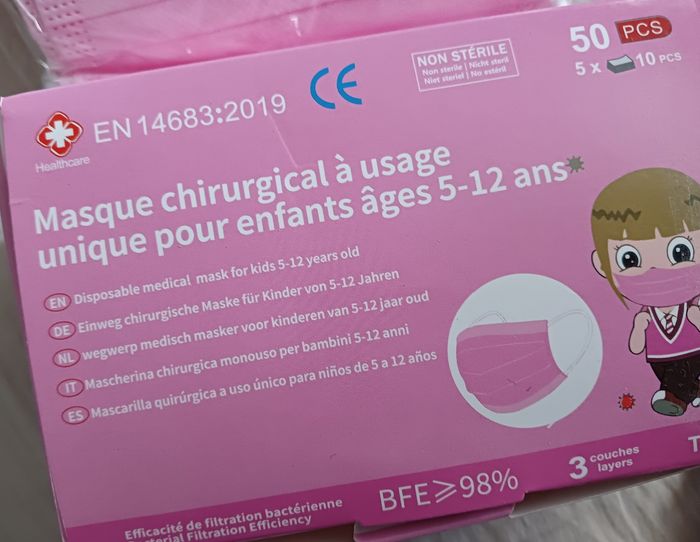 50 PCS
5 x 10 PCS
NON STÉRILE
Non sterile | Nicht steril
Niet steriel | No estéril
CE
EN 14683:2019
Healthcare
Masque chirurgical à usage
unique pour enfants âges 5-12 ans*
EN Disposable medical mask for kids 5-12 years old
DE Einweg chirurgische Maske für Kinder von 5-12 Jahren
NL wegwerp medisch masker voor kinderen van 5-12 jaar oud
IT Mascherina chirurgica monouso per bambini 5-12 anni
ES Mascarilla quirúrgica a uso único para niños de 5 a 12 años
Efficacité de filtration bactérienne
Bacterial Filtration Efficiency
BFE≥98%
3 couches
layers